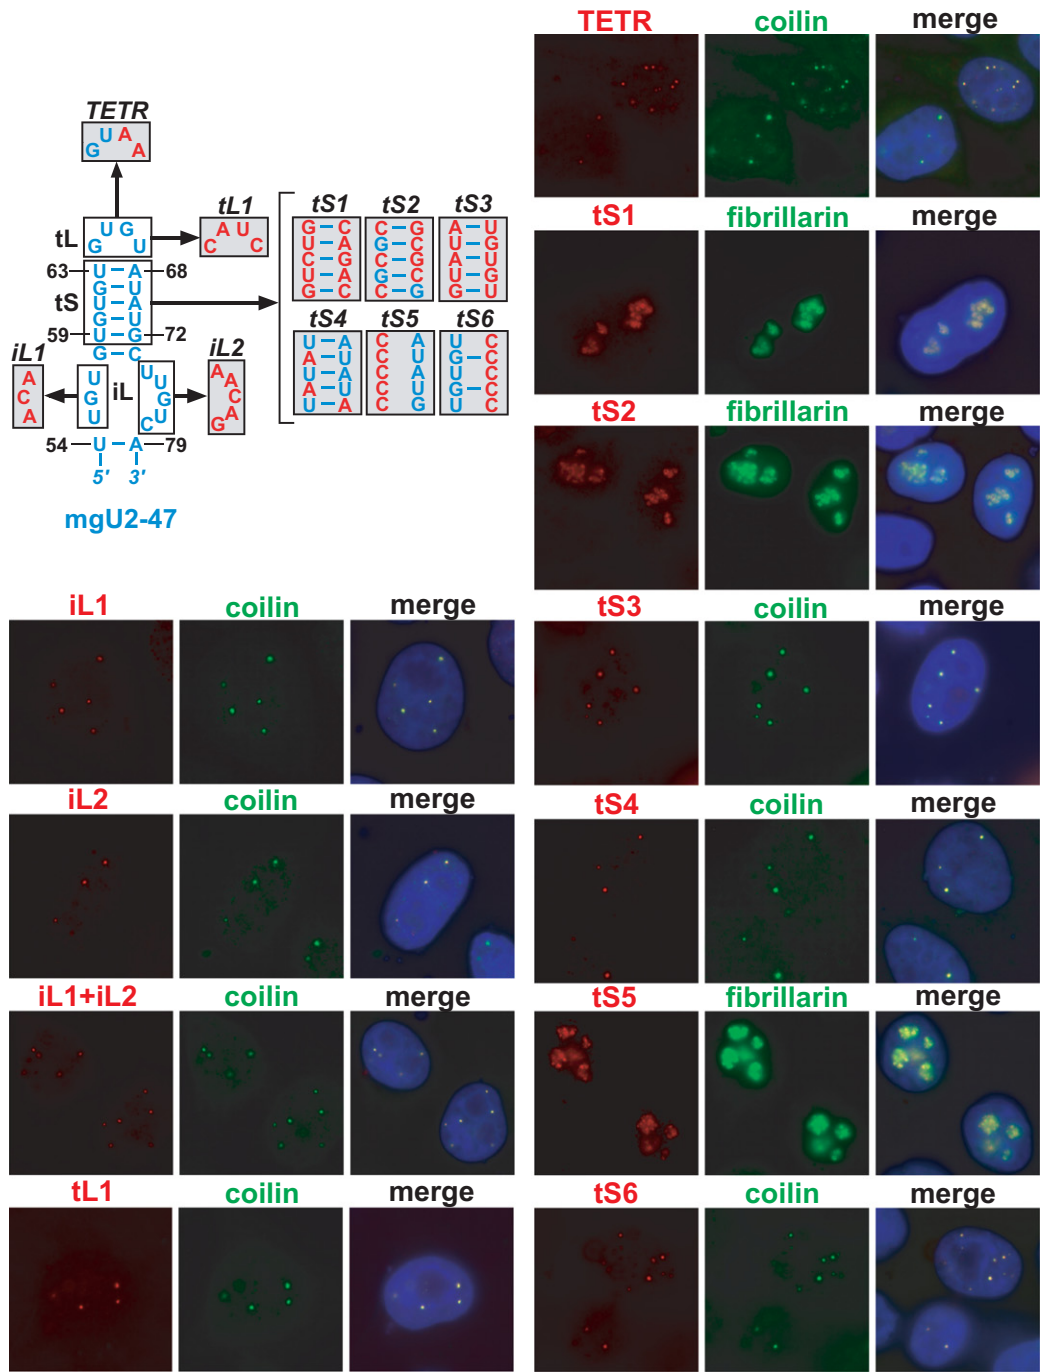 TETR coilin merge
TETR
G U A A
tL
G U G U
tL1
C A U C
tS1 tS2 tS3
G – C C – G A – U
U A G C U – G
C A C G U – U
U A G C A G
G – C C – G U U
63 U – A 68
tS
G U
U – A
G U
59 U – G 72
G – C
tS4 tS5 tS6
U – A C A U C
A U C U G – C
U – A C A U C
A U C U G – C
U – A C G U C
iL1
A C A
U G U
iL
U U G U C
iL2
A A C A G
54 U – A 79
5' 3'
mgU2-47
tS1 fibrillarin merge
tS2 fibrillarin merge
iL1 coilin merge
tS3 coilin merge
iL2 coilin merge
tS4 coilin merge
iL1+iL2 coilin merge
tS5 fibrillarin merge
tL1 coilin merge
tS6 coilin merge